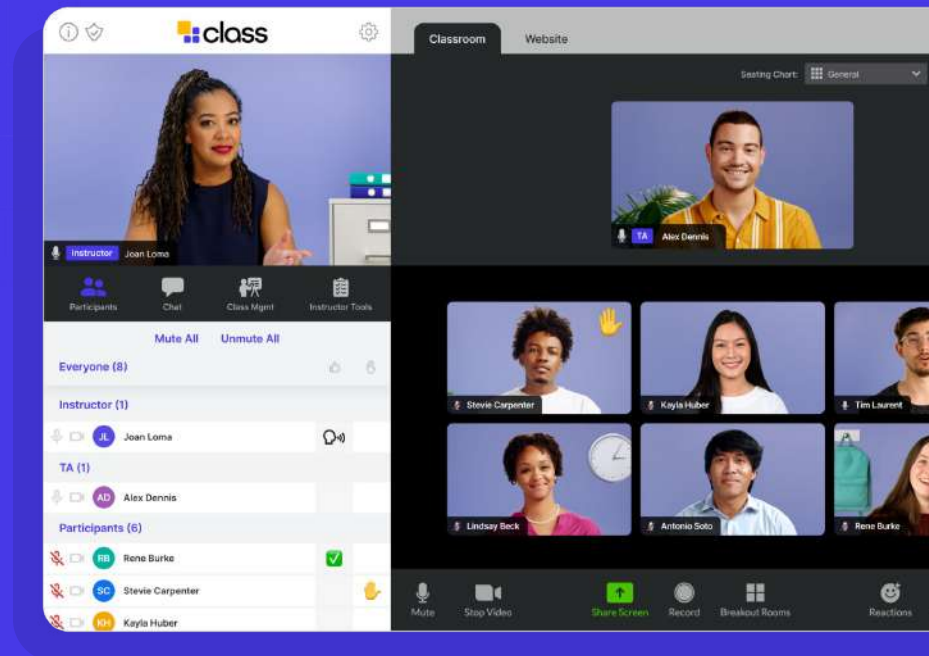 class
Instructor Joan Loma
Participants Chat Class Mgmt Instructor Tools
Mute All Unmute All
Everyone (8)
Instructor (1)
JL Joan Loma
TA (1)
AD Alex Dennis
Participants (6)
RB Rene Burke
SC Stevie Carpenter
KH Kayla Huber
Classroom Website
Seating Chart: General
TA Alex Dennis
Stevie Carpenter Kayla Huber Tim Laurent
Lindsay Beck Antonio Soto Rene Burke
Mute Stop Video Share Screen Record Breakout Rooms Reactions